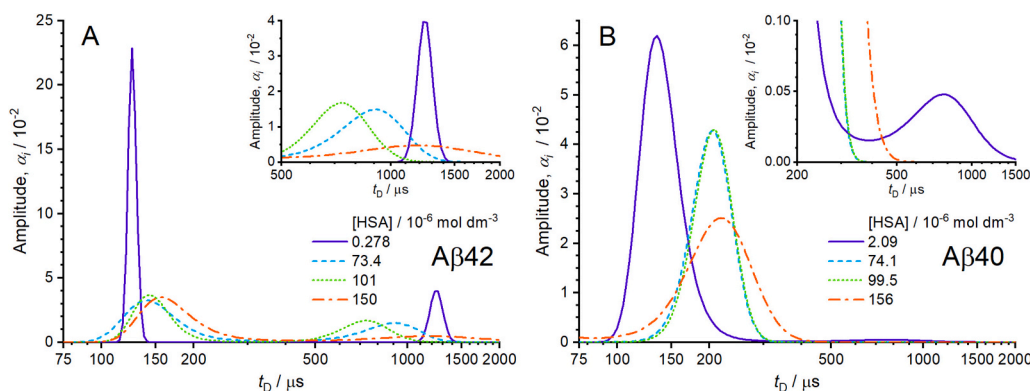 A
Amplitude, αi / 10-2
25
20
15
10
5
0
75 100 150 200 500 1000 1500 2000
tD / μs
Amplitude, αi / 10-2
4
3
2
1
0
500 1000 1500 2000
tD / μs
[HSA] / 10-6 mol dm-3
0.278
73.4
101
150
Aβ42
B
Amplitude, αi / 10-2
6
5
4
3
2
1
0
75 100 150 200 500 1000 1500 2000
tD / μs
Amplitude, αi / 10-2
0.10
0.05
0.00
200 500 1000 1500
tD / μs
[HSA] / 10-6 mol dm-3
2.09
74.1
99.5
156
Aβ40